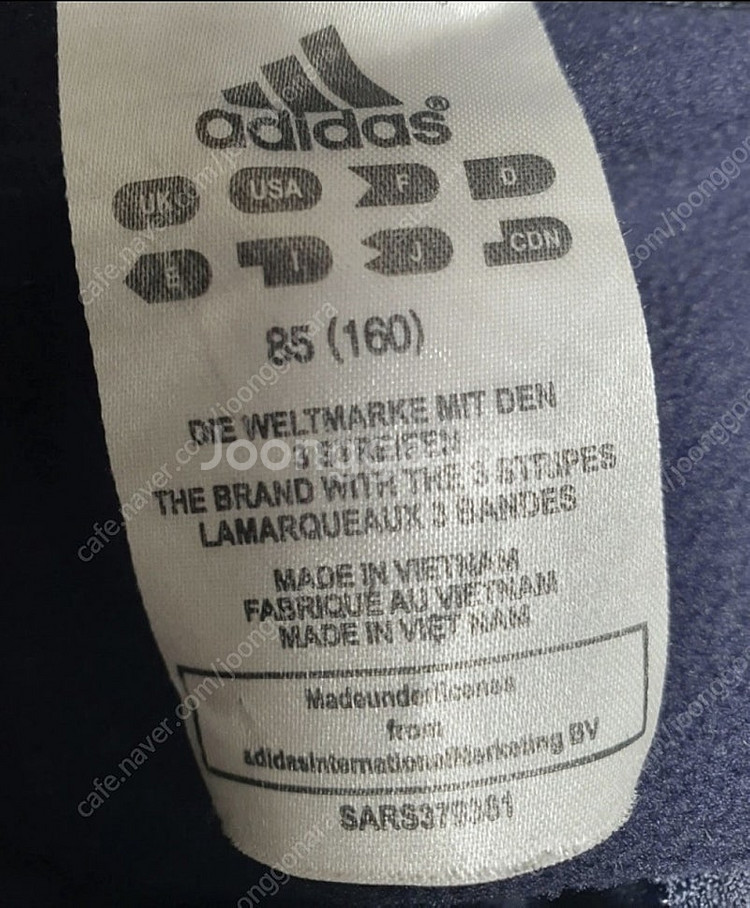 adidas®
UK USA F D
E I J CDN
85 (160)
DIE WELTMARKE MIT DEN
3 STREIFEN
THE BRAND WITH THE 3 STRIPES
LAMARQUEAUX 3 BANDES
MADE IN VIETNAM
FABRIQUÉ AU VIETNAM
MADE IN VIỆT NAM
Madeunderlicense
from
adidasInternationalMarketing BV